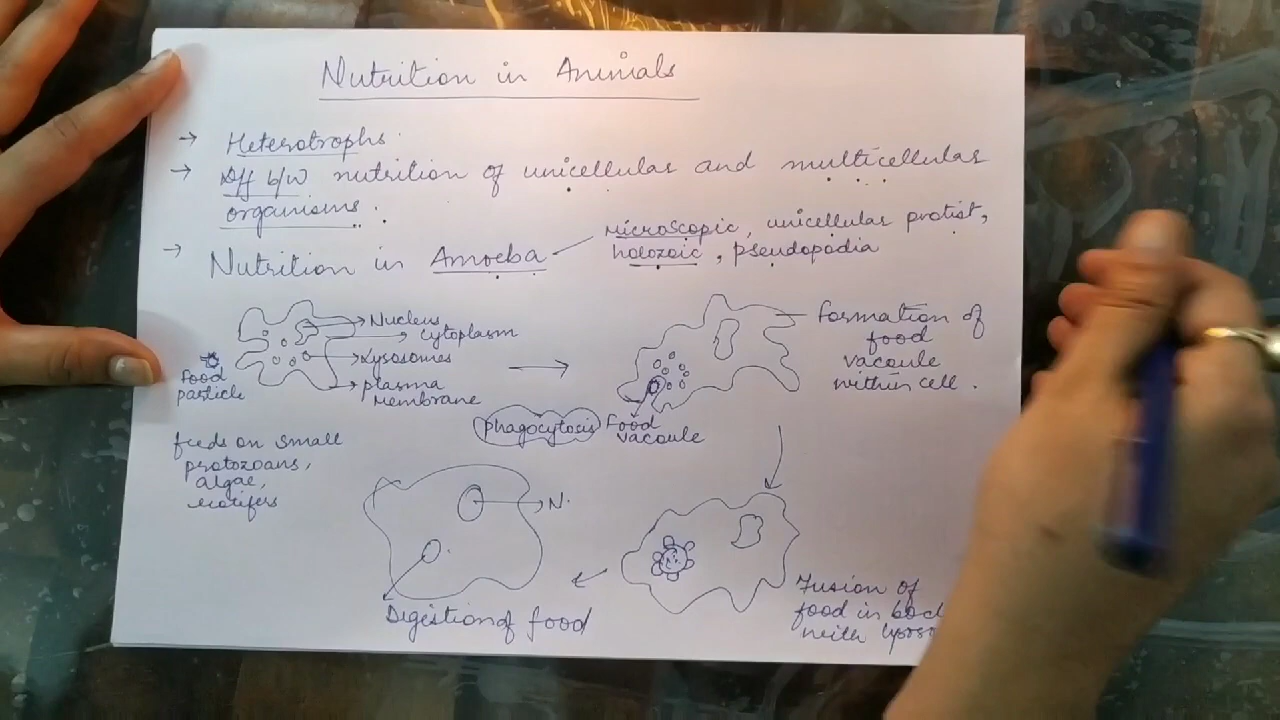 Nutrition in Animals
→ Heterotrophs.
→ Diff b/w nutrition of unicellular and multicellular
organisms.
→ Nutrition in Amoeba
microscopic, unicellular protist,
holozoic, pseudopodia
Nucleus
cytoplasm
Lysosomes
plasma
membrane
food
particle
feeds on small
protozoans,
algae,
rotifers
Formation of
food
vacoule
within cell.
phagocytosis
Food
vacoule
Fusion of
food in
with
N.
Digestion of food